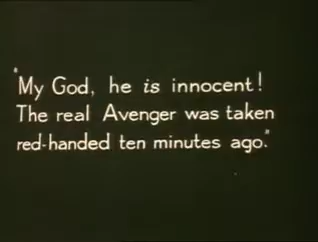 "My God, he is innocent!
The real Avenger was taken
red-handed ten minutes ago."